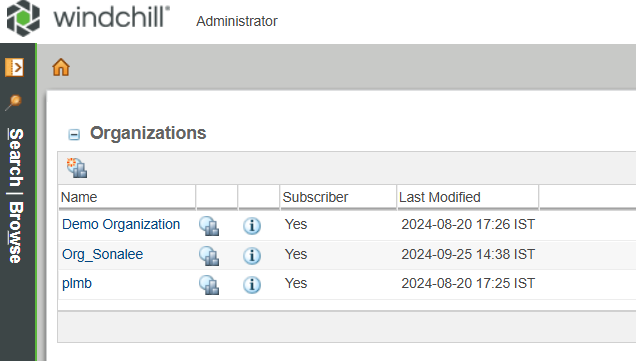 windchill® Administrator
Organizations
Name Subscriber Last Modified
Demo Organization Yes 2024-08-20 17:26 IST
Org_Sonalee Yes 2024-09-25 14:38 IST
plmb Yes 2024-08-20 17:25 IST
Search | Browse